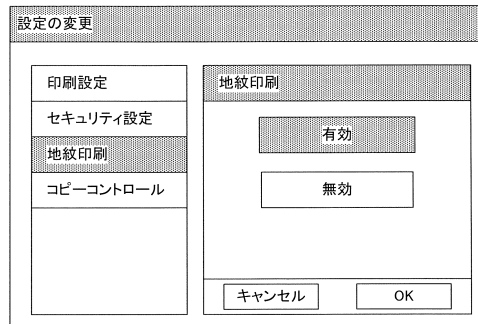 設定の変更
印刷設定
セキュリティ設定
地紋印刷
コピーコントロール
地紋印刷
有効
無効
キャンセル
OK